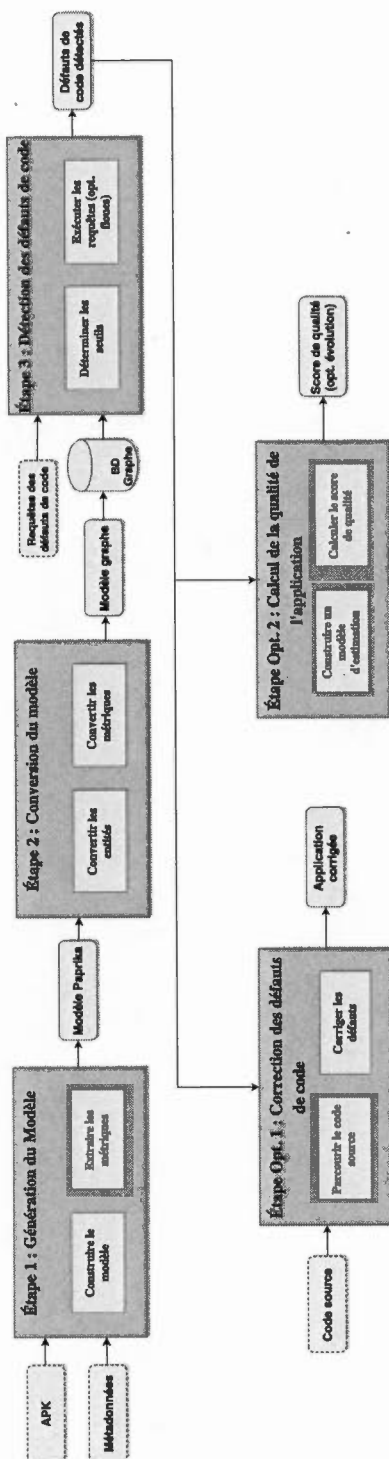 APK
Métadonnées
Étape 1 : Génération du Modèle
Construire le
modèle
Extraire les
métriques
Modèle Paprika
Étape 2 : Conversion du modèle
Convertir les
entités
Convertir les
métriques
Modèle graphe
BD
Graphe
Requêtes des
défauts de code
Étape 3 : Détection des défauts de code
Déterminer les
seuils
Exécuter les
requêtes (opt.
floues)
Défauts de
code détectés
Code source
Étape Opt. 1 : Correction des défauts
de code
Parcourir le code
source
Corriger les
défauts
Application
corrigée
Étape Opt. 2 : Calcul de la qualité de
l'application
Construire un
modèle
d'estimation
Calculer le score
de qualité
Score de qualité
(opt. évolution)